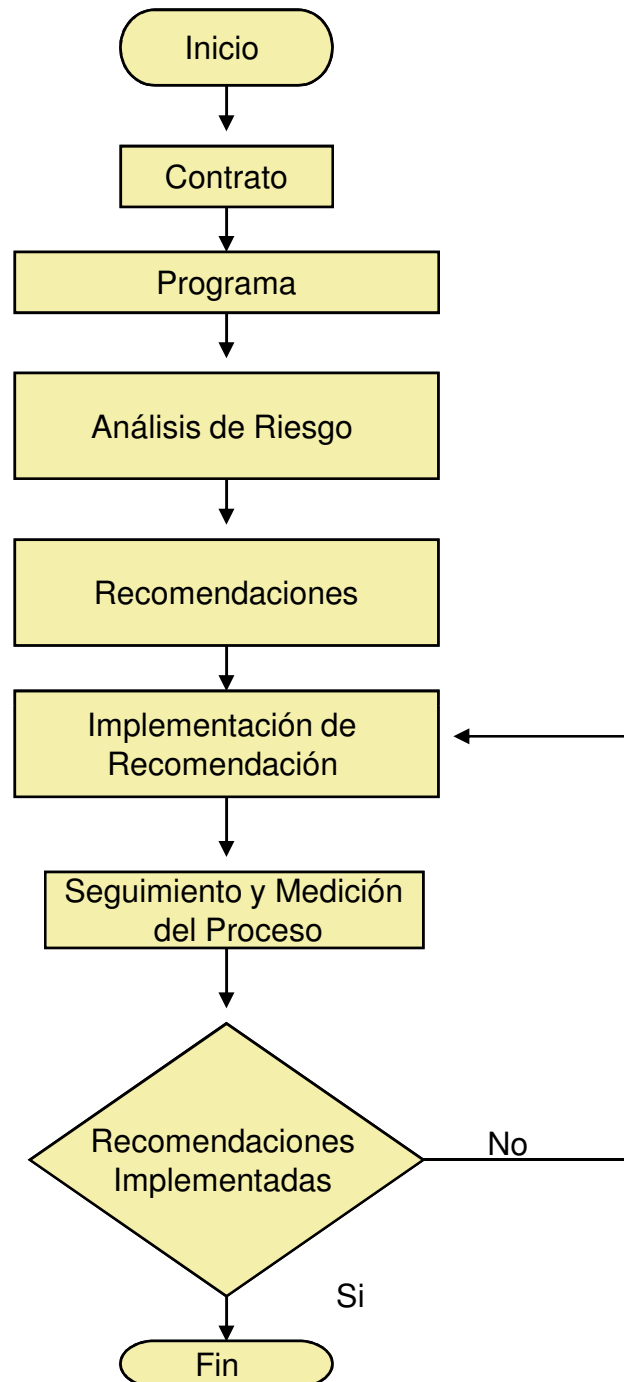 Inicio
Contrato
Programa
Análisis de Riesgo
Recomendaciones
Implementación de
Recomendación
Seguimiento y Medición
del Proceso
Recomendaciones
Implementadas
No
Si
Fin